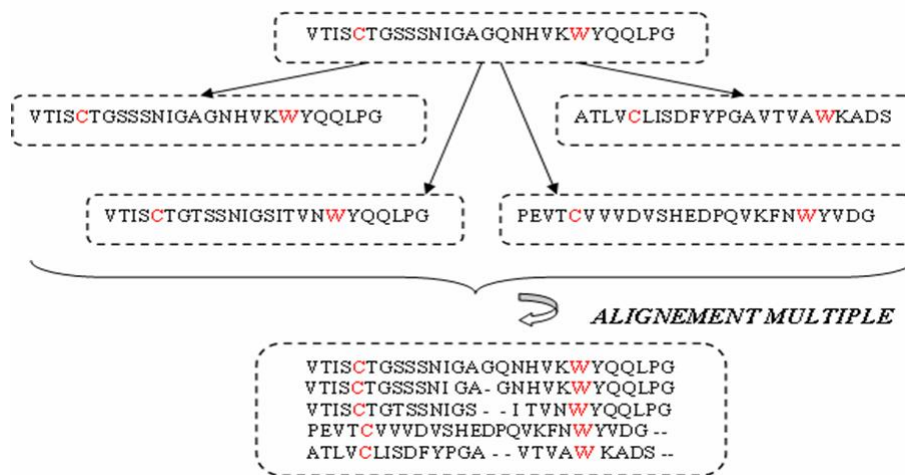 VTISCTGSSSNIGAGQNHVKWYQQLPG
VTISCTGSSSNIGAGNHVKWYQQLPG
ATLVCLISDFYPGAVTVAWKADS
VTISCTGTSSNIGSITVNWYQQLPG
PEVTCVVVDVSHEDPQVKFNWYVDG
ALIGNEMENT MULTIPLE
VTISCTGSSSNIGAGQNHVKWYQQLPG
VTISCTGSSSNI GA- GNHVKWYQQLPG
VTISCTGTSSNIGS - - I TVNWYQQLPG
PEVTCVVVDVSHEDPQVKFNWYVDG --
ATLVCLISDFYPGA - - VTVAW KADS --